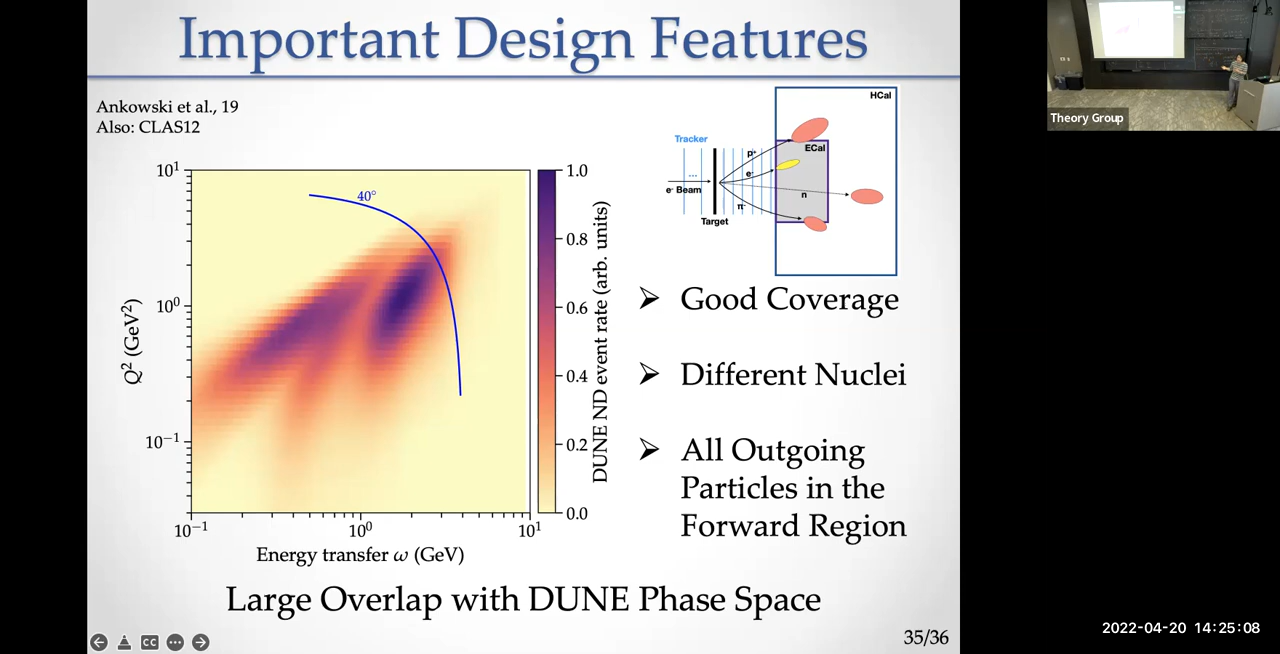 Important Design Features
Ankowski et al., 19
Also: CLAS12
10¹
10⁰
10⁻¹
Q² (GeV²)
40°
10⁻¹
10⁰
10¹
Energy transfer ω (GeV)
1.0
0.8
0.6
0.4
0.2
0.0
DUNE ND event rate (arb. units)
HCal
Tracker
ECal
p⁺
...
e⁻
e⁻ Beam
n
π⁻
Target
➢ Good Coverage
➢ Different Nuclei
➢ All Outgoing
Particles in the
Forward Region
Large Overlap with DUNE Phase Space
35/36
CC
Theory Group
2022-04-20 14:25:08